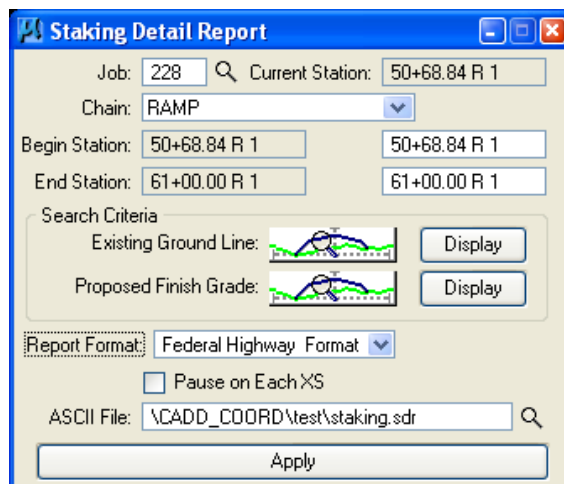 Staking Detail Report
Job: 228 Current Station: 50+68.84 R 1
Chain: RAMP
Begin Station: 50+68.84 R 1 50+68.84 R 1
End Station: 61+00.00 R 1 61+00.00 R 1
Search Criteria
Existing Ground Line: Display
Proposed Finish Grade: Display
Report Format: Federal Highway Format
Pause on Each XS
ASCII File: \CADD_COORD\test\staking.sdr
Apply